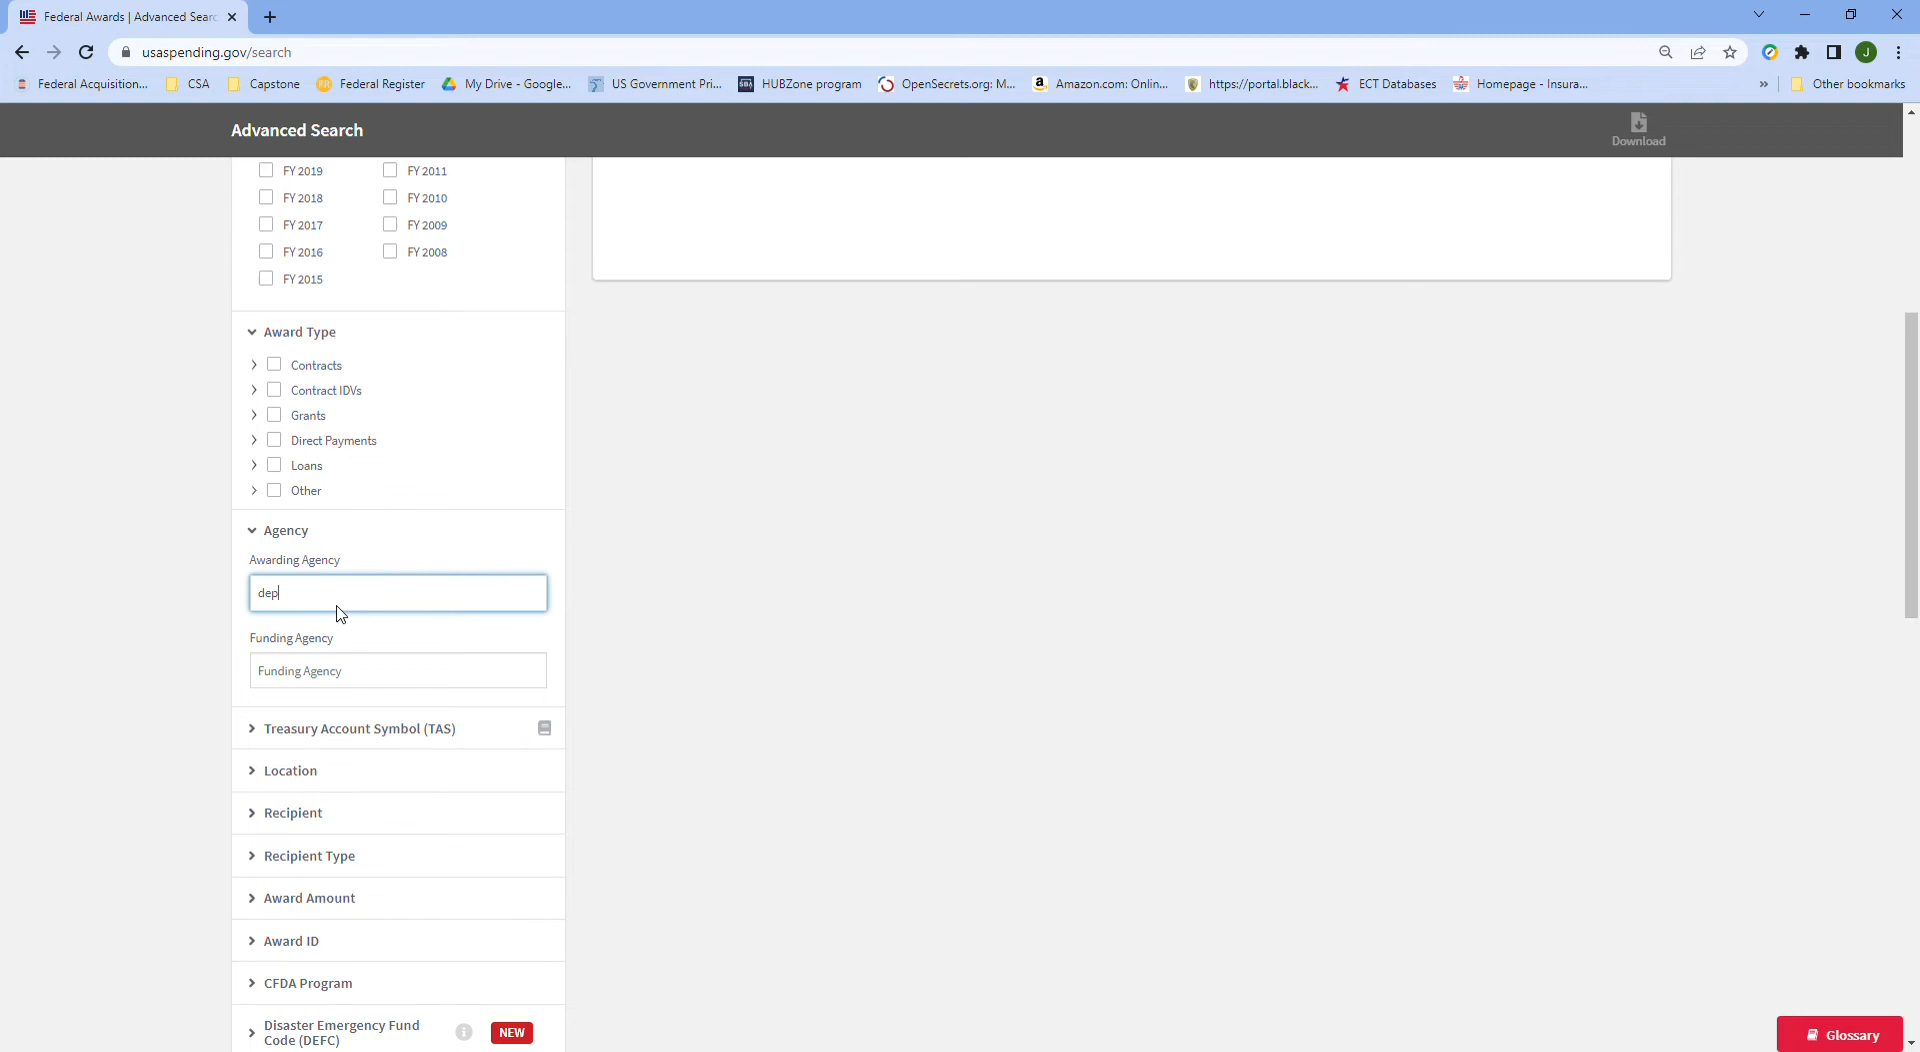 Federal Awards | Advanced Searc
usaspending.gov/search
J
Federal Acquisition...
CSA
Capstone
Federal Register
My Drive - Google...
US Government Pri...
HUBZone program
OpenSecrets.org: M...
Amazon.com: Onlin...
https://portal.black...
ECT Databases
Homepage - Insura...
»
Other bookmarks
Advanced Search
Download
FY 2019 FY 2011
FY 2018 FY 2010
FY 2017 FY 2009
FY 2016 FY 2008
FY 2015
Award Type
Contracts
Contract IDVs
Grants
Direct Payments
Loans
Other
Agency
Awarding Agency
dep
Funding Agency
Funding Agency
Treasury Account Symbol (TAS)
Location
Recipient
Recipient Type
Award Amount
Award ID
CFDA Program
Disaster Emergency Fund
Code (DEFC)
NEW
Glossary